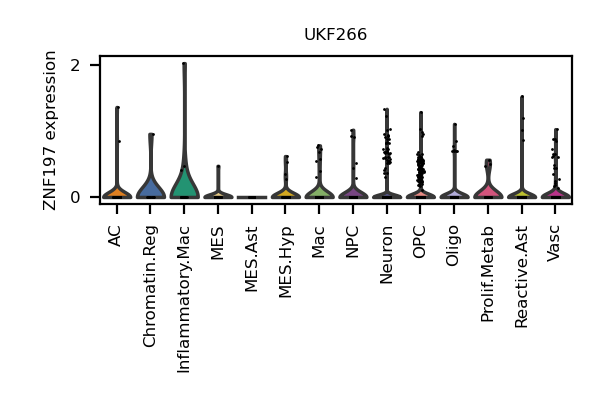 UKF266
ZNF197 expression
2
0
AC
Chromatin.Reg
Inflammatory.Mac
MES
MES.Ast
MES.Hyp
Mac
NPC
Neuron
OPC
Oligo
Prolif.Metab
Reactive.Ast
Vasc